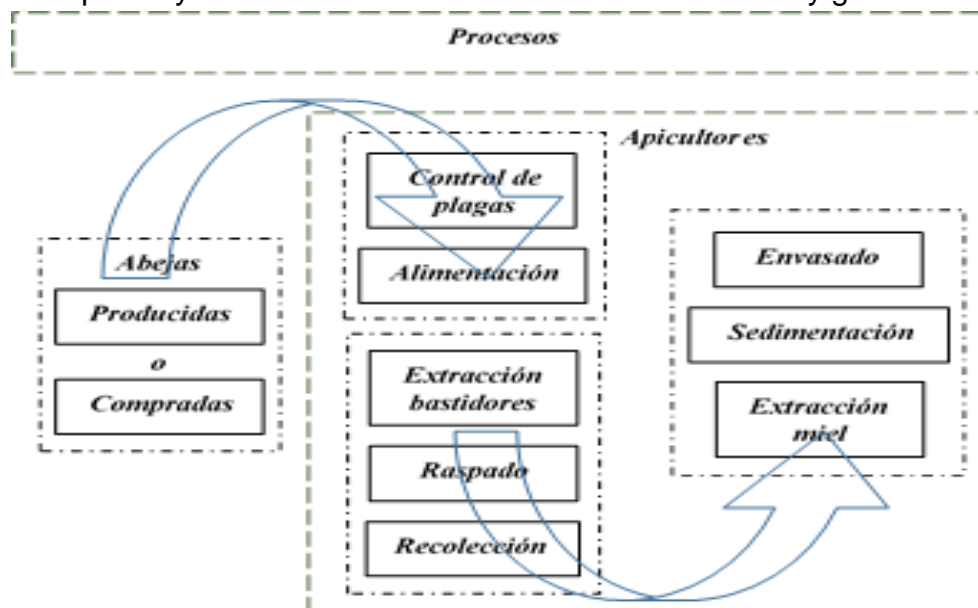 Procesos
Apicultores
Abejas
Producidas
o
Compradas
Control de
plagas
Alimentación
Extracción
bastidores
Raspado
Recolección
Envasado
Sedimentación
Extracción
miel